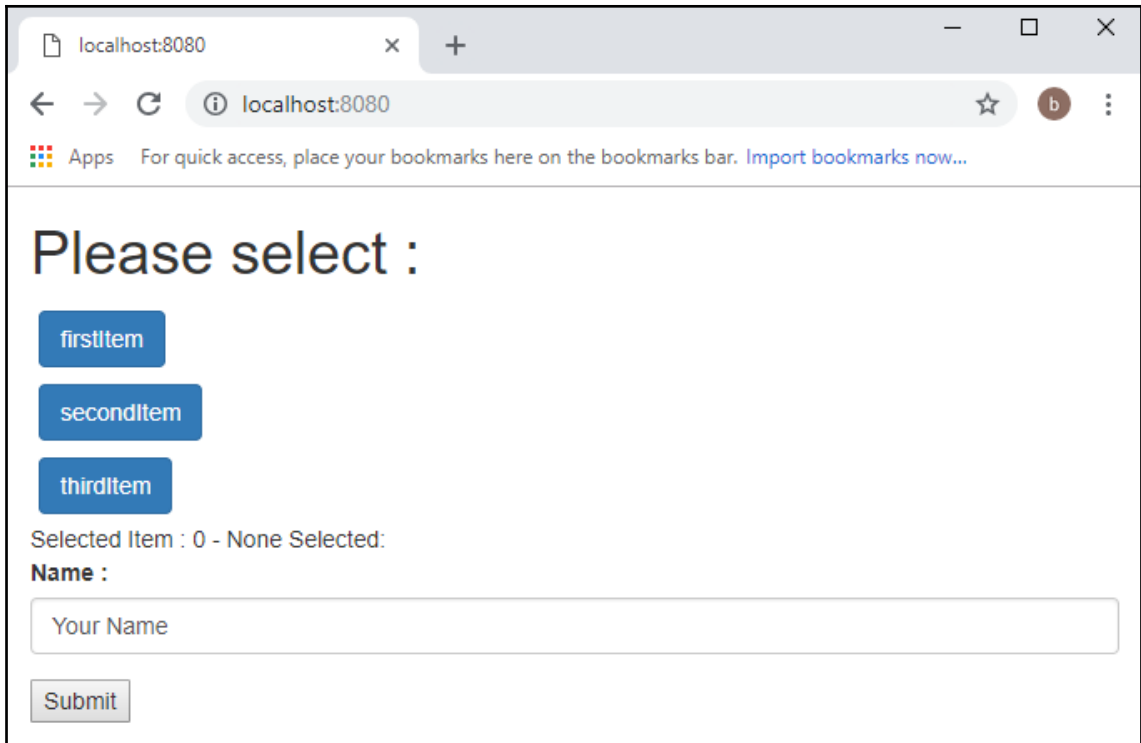 localhost:8080
localhost:8080
b
Apps For quick access, place your bookmarks here on the bookmarks bar. Import bookmarks now...
Please select :
firstItem
secondItem
thirdItem
Selected Item : 0 - None Selected:
Name :
Your Name
Submit